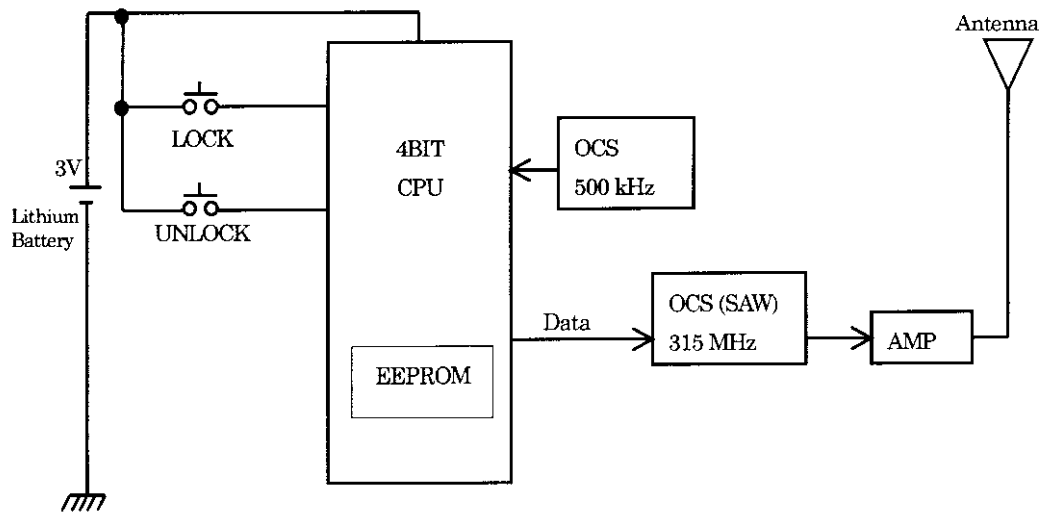 Antenna
LOCK
4BIT
CPU
OCS
500 kHz
3V
Lithium
Battery
UNLOCK
Data
OCS (SAW)
315 MHz
AMP
EEPROM